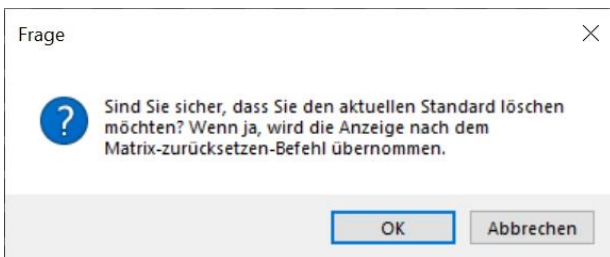 Frage
Sind Sie sicher, dass Sie den aktuellen Standard löschen
möchten? Wenn ja, wird die Anzeige nach dem
Matrix-zurücksetzen-Befehl übernommen.
OK
Abbrechen